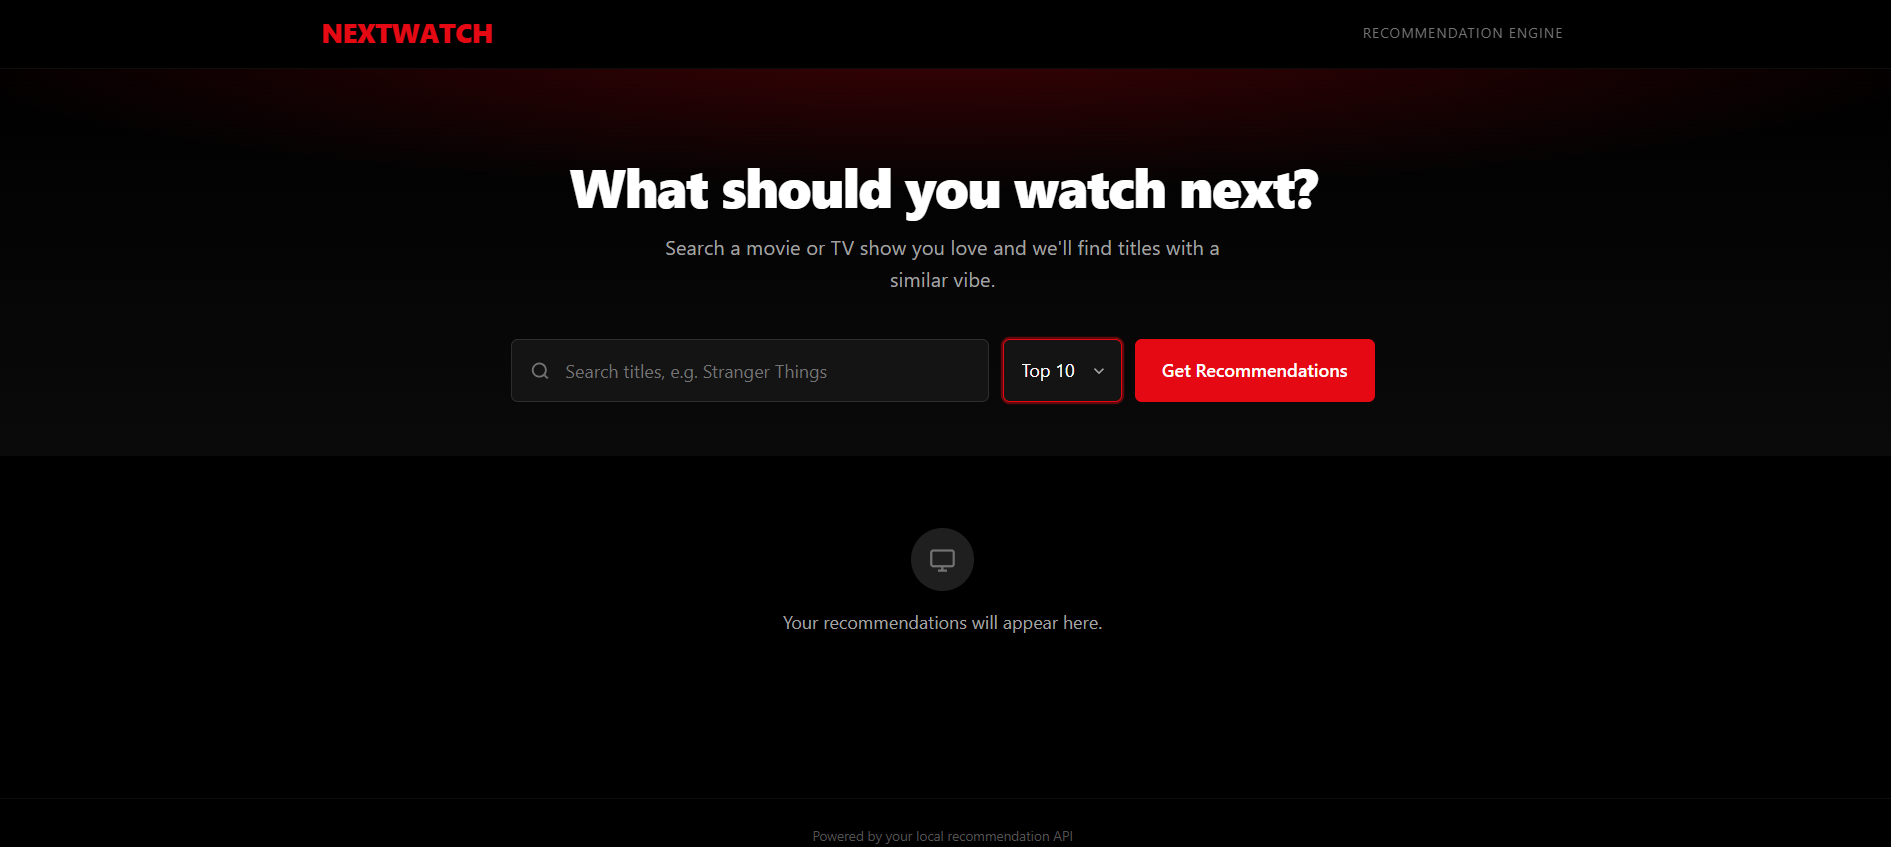 NEXTWATCH
RECOMMENDATION ENGINE
What should you watch next?
Search a movie or TV show you love and we'll find titles with a
similar vibe.
Search titles, e.g. Stranger Things
Top 10
Get Recommendations
Your recommendations will appear here.
Powered by your local recommendation API